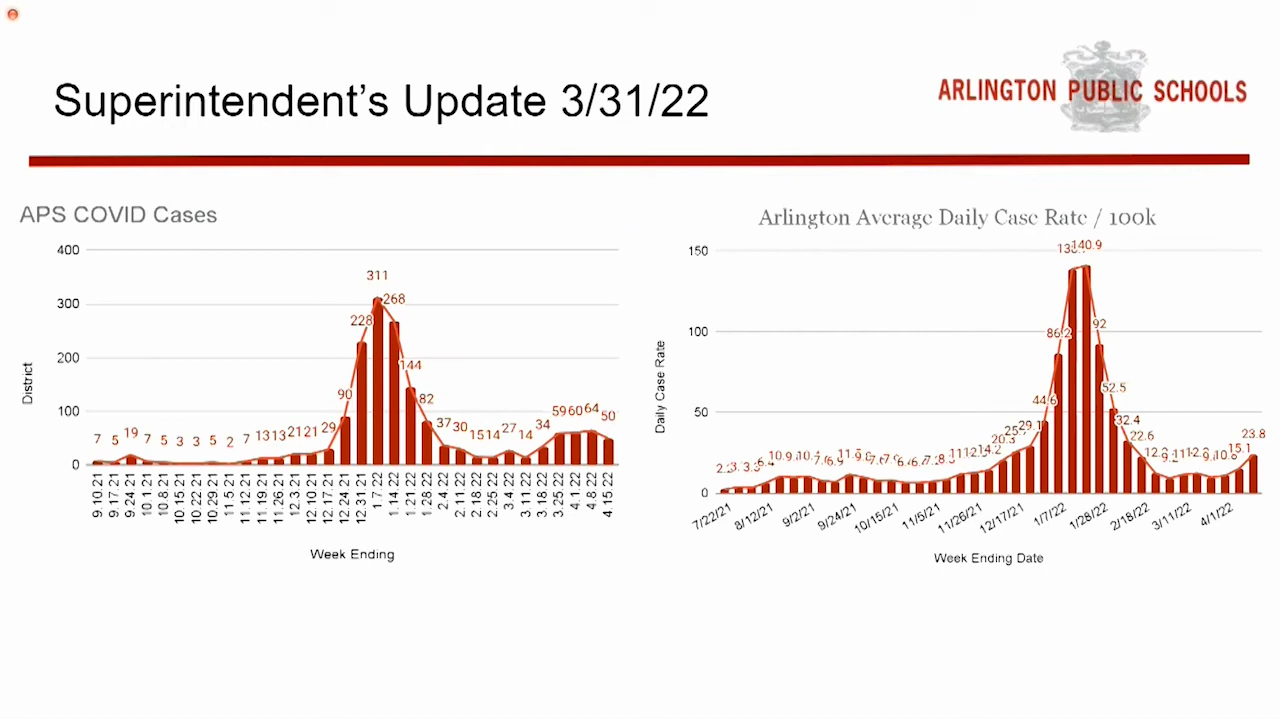 Superintendent's Update 3/31/22
ARLINGTON PUBLIC SCHOOLS
APS COVID Cases
400
300
200
100
0
District
7 5 19 7 5 3 3 5 2 7 13 13 21 21 29 90 228 311 268 144 82 37 30 15 14 27 14 34 59 60 64 50
9.10.21 9.17.21 9.24.21 10.1.21 10.8.21 10.15.21 10.22.21 10.29.21 11.5.21 11.12.21 11.19.21 11.26.21 12.3.21 12.10.21 12.17.21 12.24.21 12.31.21 1.7.22 1.14.22 1.21.22 1.28.22 2.4.22 2.11.22 2.18.22 2.25.22 3.4.22 3.11.22 3.18.22 3.25.22 4.1.22 4.8.22 4.15.22
Week Ending
Arlington Average Daily Case Rate / 100k
150
100
50
0
Daily Case Rate
44.6 86.2 140.9 92 52.5 32.4 22.6 15.1 23.8
7/22/21 8/12/21 9/2/21 9/24/21 10/15/21 11/5/21 11/26/21 12/17/21 1/7/22 1/28/22 2/18/22 3/11/22 4/1/22
Week Ending Date